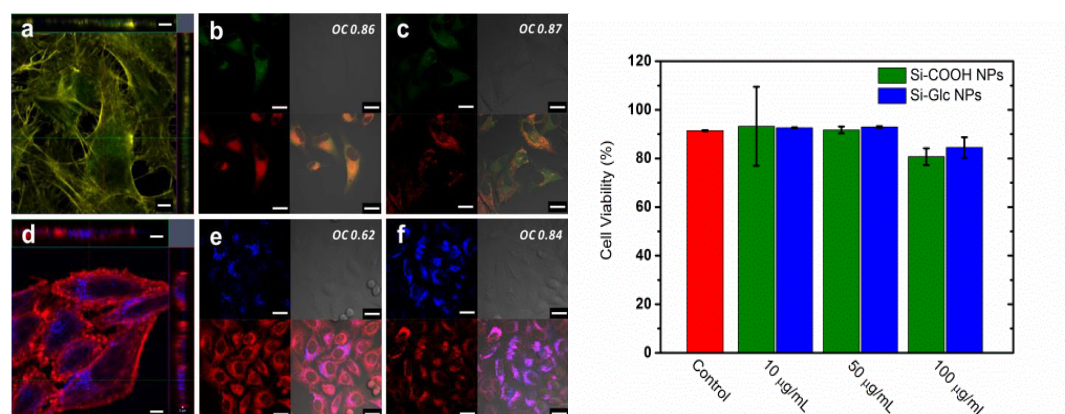 a
b
OC 0.86
c
OC 0.87
d
e
OC 0.62
f
OC 0.84
120
100
80
60
40
20
0
Cell Viability (%)
Si-COOH NPs
Si-Glc NPs
Control
10 µg/mL
50 µg/mL
100 µg/mL